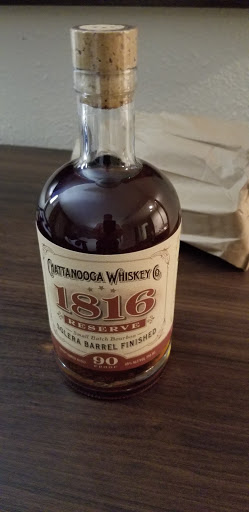 CHATTANOOGA WHISKEY CO.
1816
RESERVE
Small Batch Bourbon
SOLERA BARREL FINISHED
90
PROOF